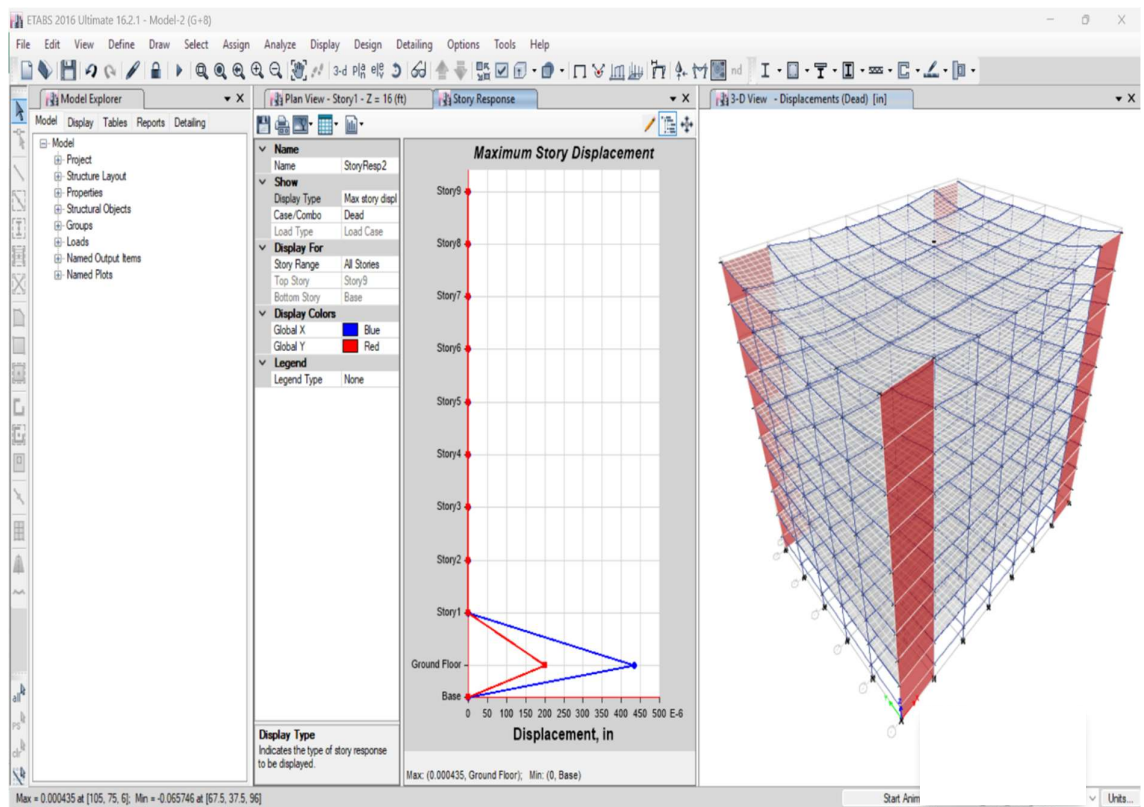 ETABS 2016 Ultimate 16.2.1 - Model-2 (G+8)
File Edit View Define Draw Select Assign Analyze Display Design Detailing Options Tools Help
3-d nd
Model Explorer
Model Display Tables Reports Detailing
Model
Project
Structure Layout
Properties
Structural Objects
Groups
Loads
Named Output Items
Named Plots
all
ps
clr
Plan View - Story1 - Z = 16 (ft) Story Response
Name
Name StoryResp2
Show
Display Type Max story displ
Case/Combo Dead
Load Type Load Case
Display For
Story Range All Stories
Top Story Story9
Bottom Story Base
Display Colors
Global X Blue
Global Y Red
Legend
Legend Type None
Display Type
Indicates the type of story response
to be displayed.
Maximum Story Displacement
Story9
Story8
Story7
Story6
Story5
Story4
Story3
Story2
Story1
Ground Floor
Base
0 50 100 150 200 250 300 350 400 450 500 E-6
Displacement, in
Max: (0.000435, Ground Floor); Min: (0, Base)
3-D View - Displacements (Dead) [in]
Max = 0.000435 at [105, 75, 6]; Min = -0.065746 at [67.5, 37.5, 96]
Start Anim
Units...